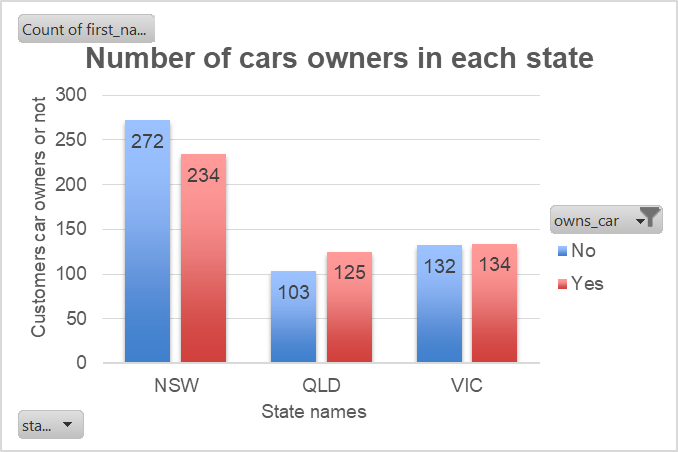 Count of first_na...
Number of cars owners in each state
Customers car owners or not
300
250
200
150
100
50
0
272
234
103
125
132
134
NSW
QLD
VIC
State names
owns_car
No
Yes
sta...